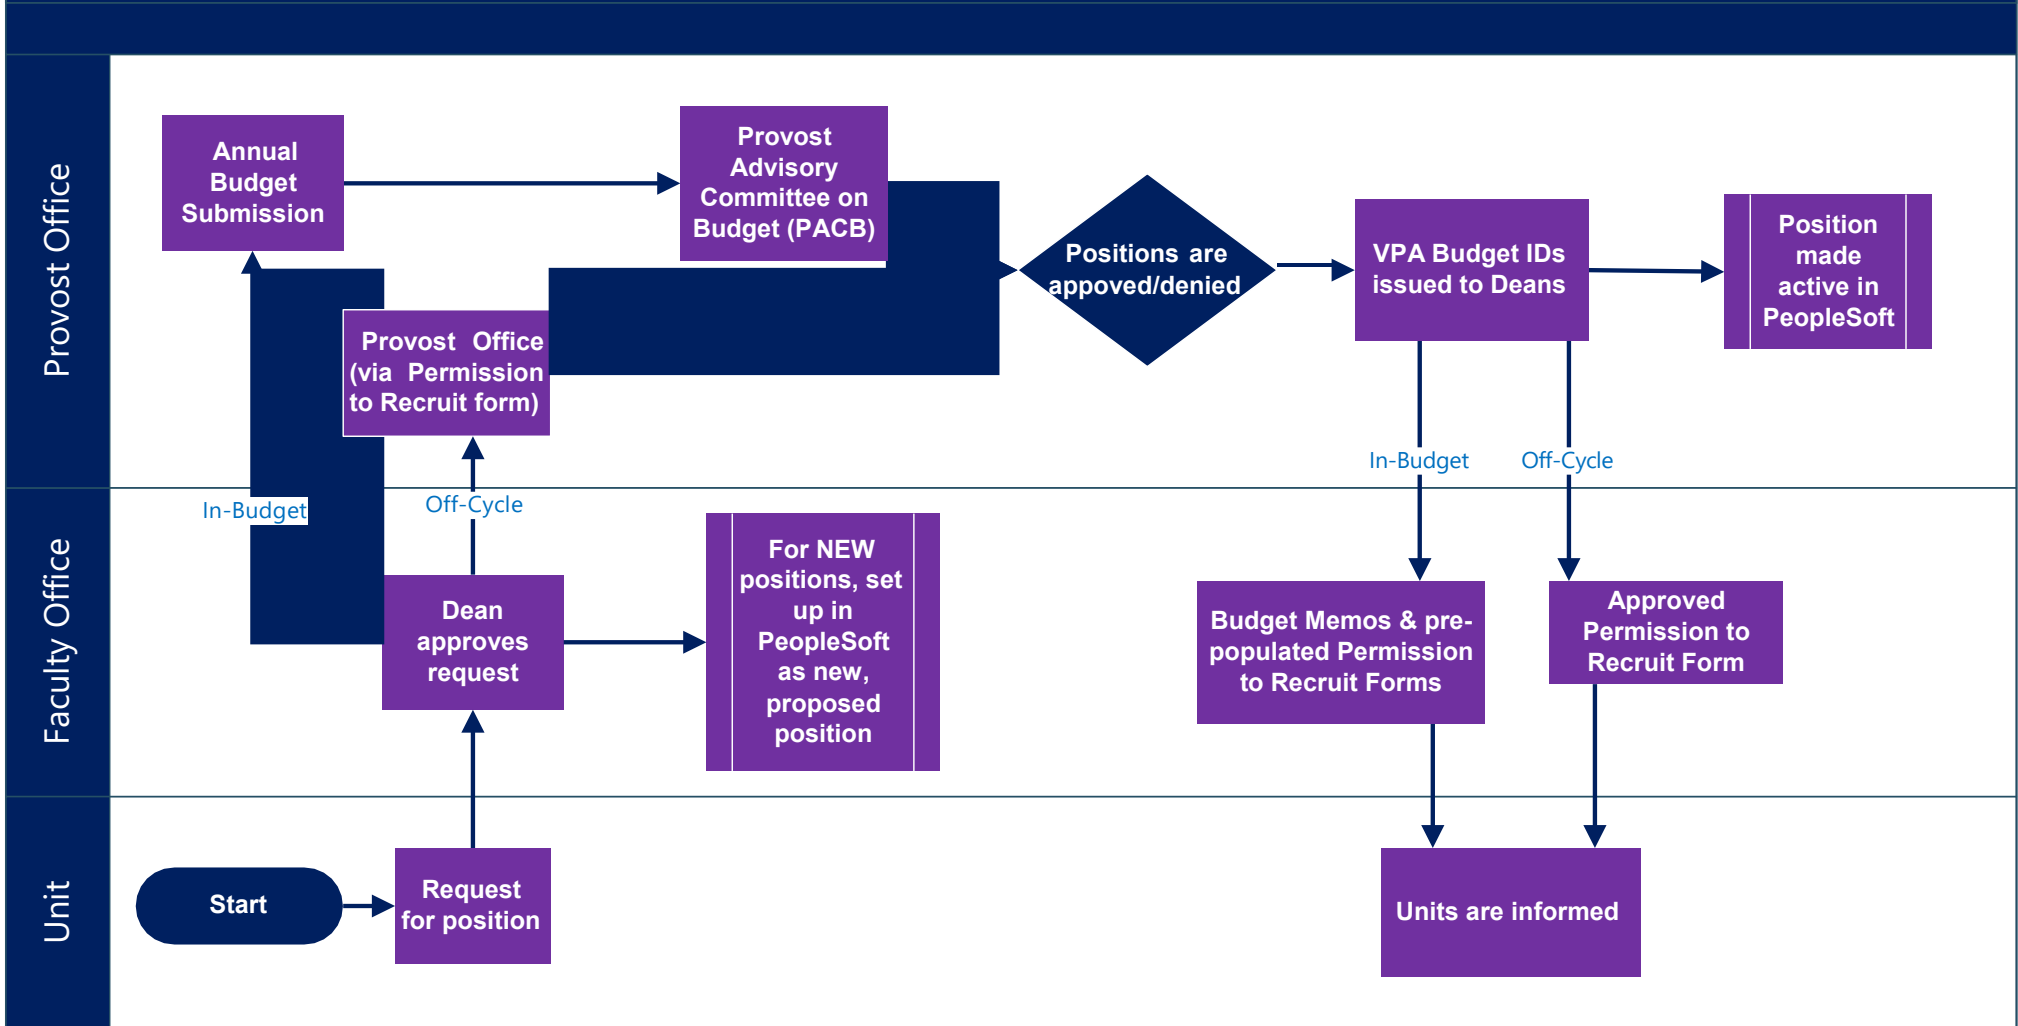 Provost Office
Annual
Budget
Submission
Provost
Advisory
Committee on
Budget (PACB)
Provost Office
(via Permission
to Recruit form)
Positions are
appoved/denied
VPA Budget IDs
issued to Deans
Position
made
active in
PeopleSoft
In-Budget
Off-Cycle
Faculty Office
In-Budget
Off-Cycle
Dean
approves
request
For NEW
positions, set
up in
PeopleSoft
as new,
proposed
position
Budget Memos & pre-
populated Permission
to Recruit Forms
Approved
Permission to
Recruit Form
Unit
Start
Request
for position
Units are informed